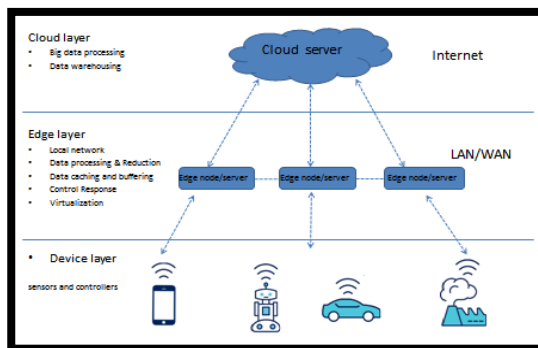 Cloud layer
• Big data processing
• Data warehousing
Cloud server
Internet
Edge layer
• Local network
• Data processing & Reduction
• Data caching and buffering
• Control Response
• Virtualization
LAN/WAN
Edge node/server
Edge node/server
Edge node/server
• Device layer
sensors and controllers